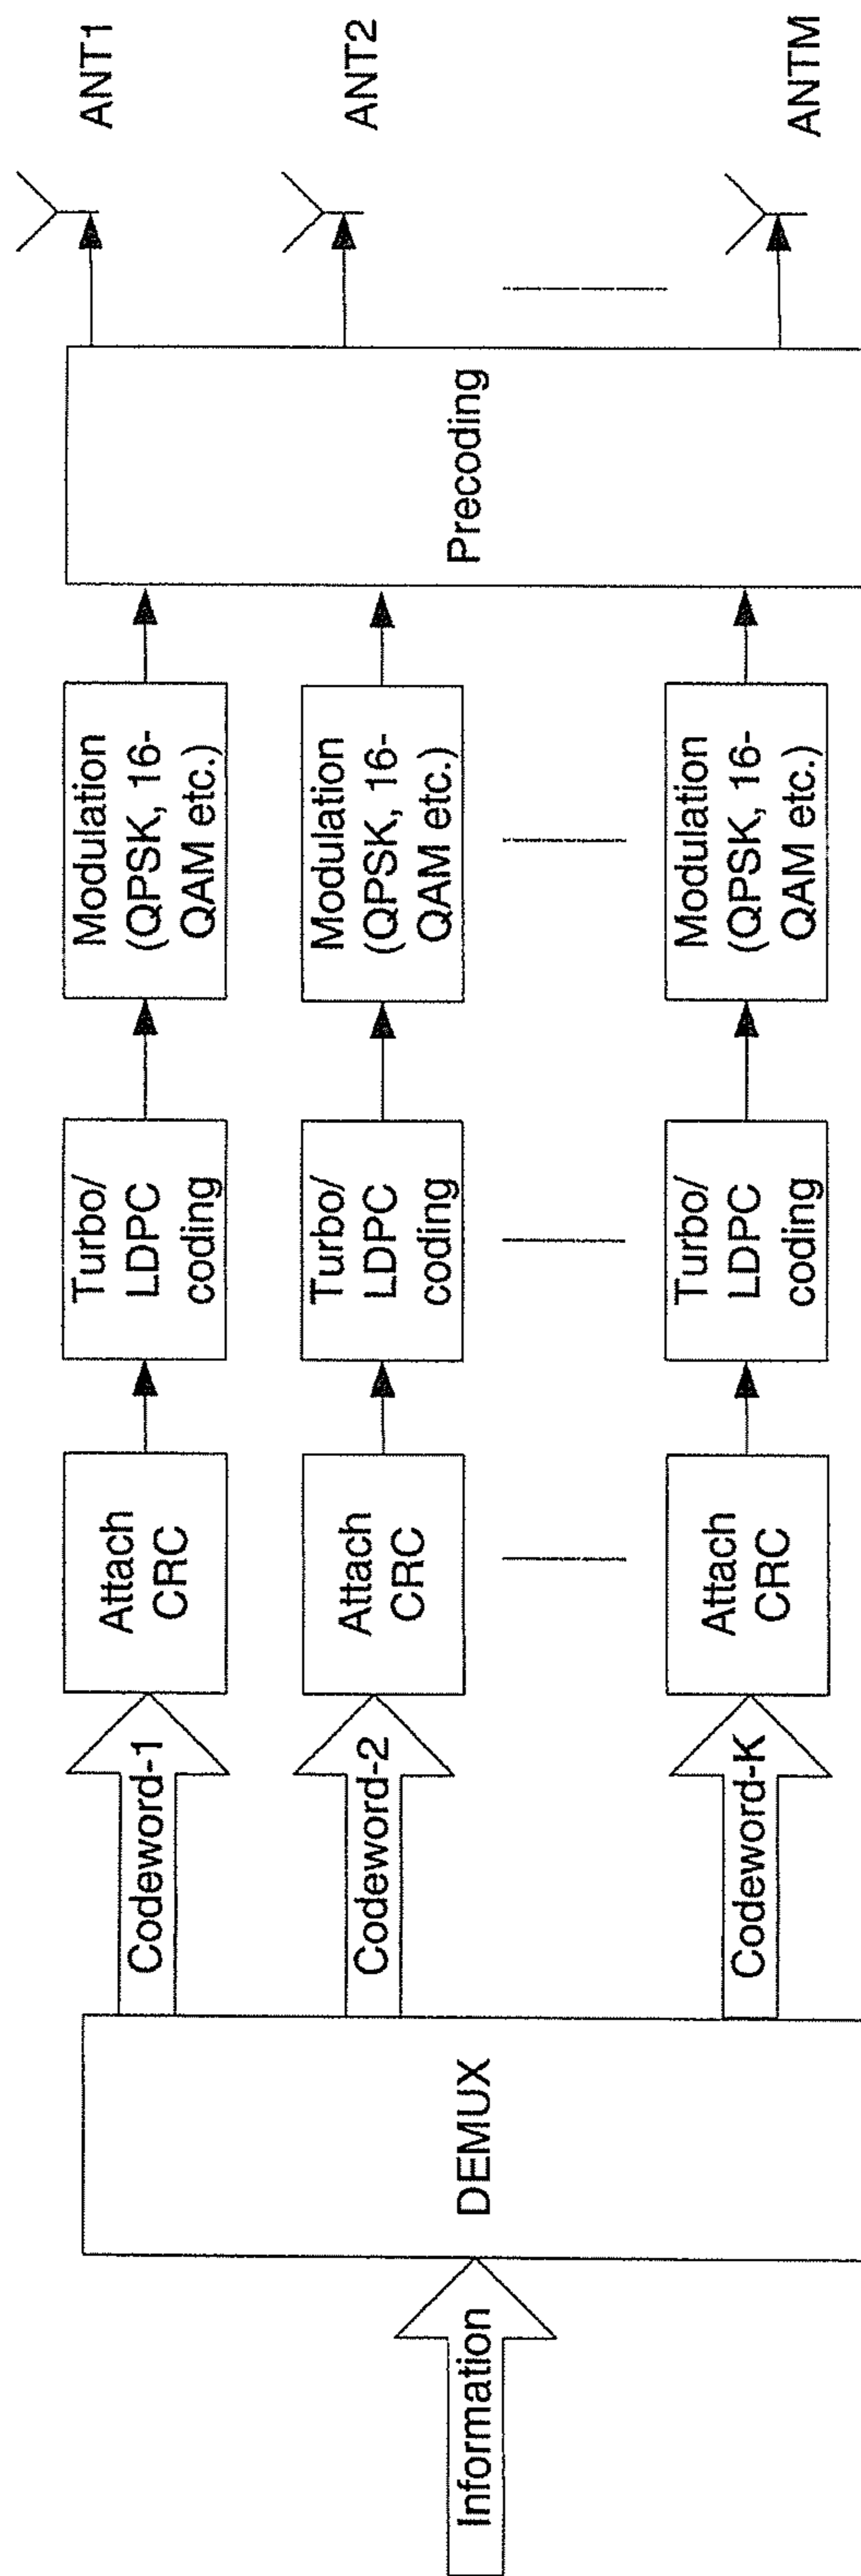 Information
DEMUX
Codeword-1
Codeword-2
Codeword-K
Attach
CRC
Attach
CRC
Attach
CRC
Turbo/
LDPC
coding
Turbo/
LDPC
coding
Turbo/
LDPC
coding
Modulation
(QPSK, 16-
QAM etc.)
Modulation
(QPSK, 16-
QAM etc.)
Modulation
(QPSK, 16-
QAM etc.)
Precoding
ANT1
ANT2
ANTM